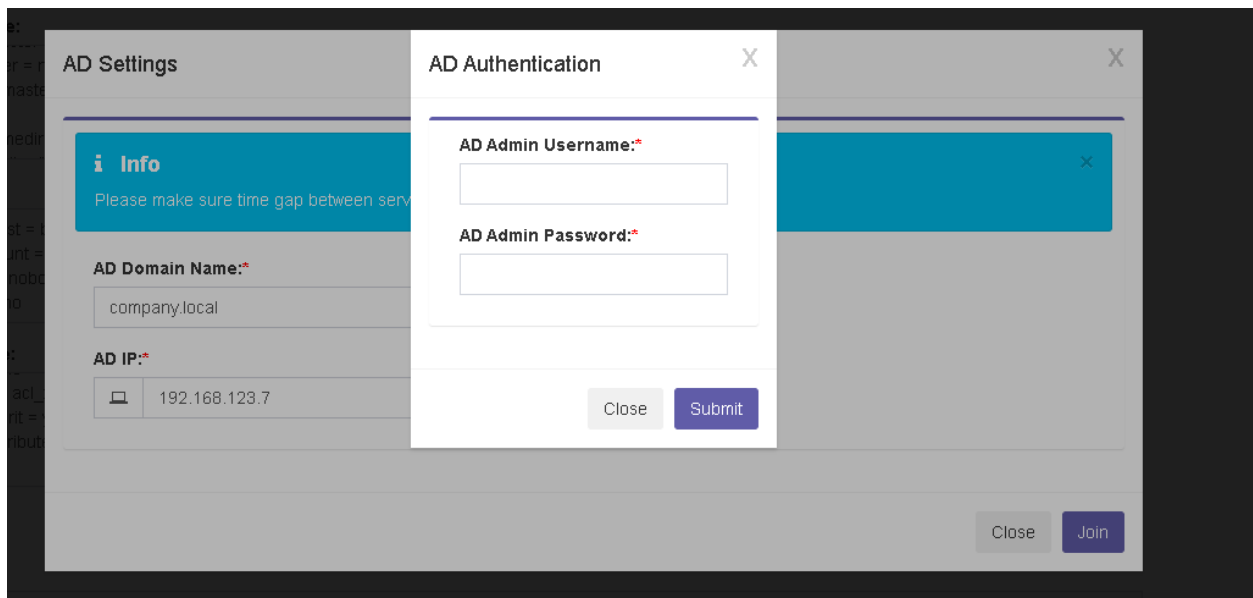 AD Settings
X
AD Authentication
X
Info
Please make sure time gap between
AD Domain Name:*
company.local
AD IP:*
192.168.123.7
AD Admin Username:*
AD Admin Password:*
Close
Submit
Close
Join